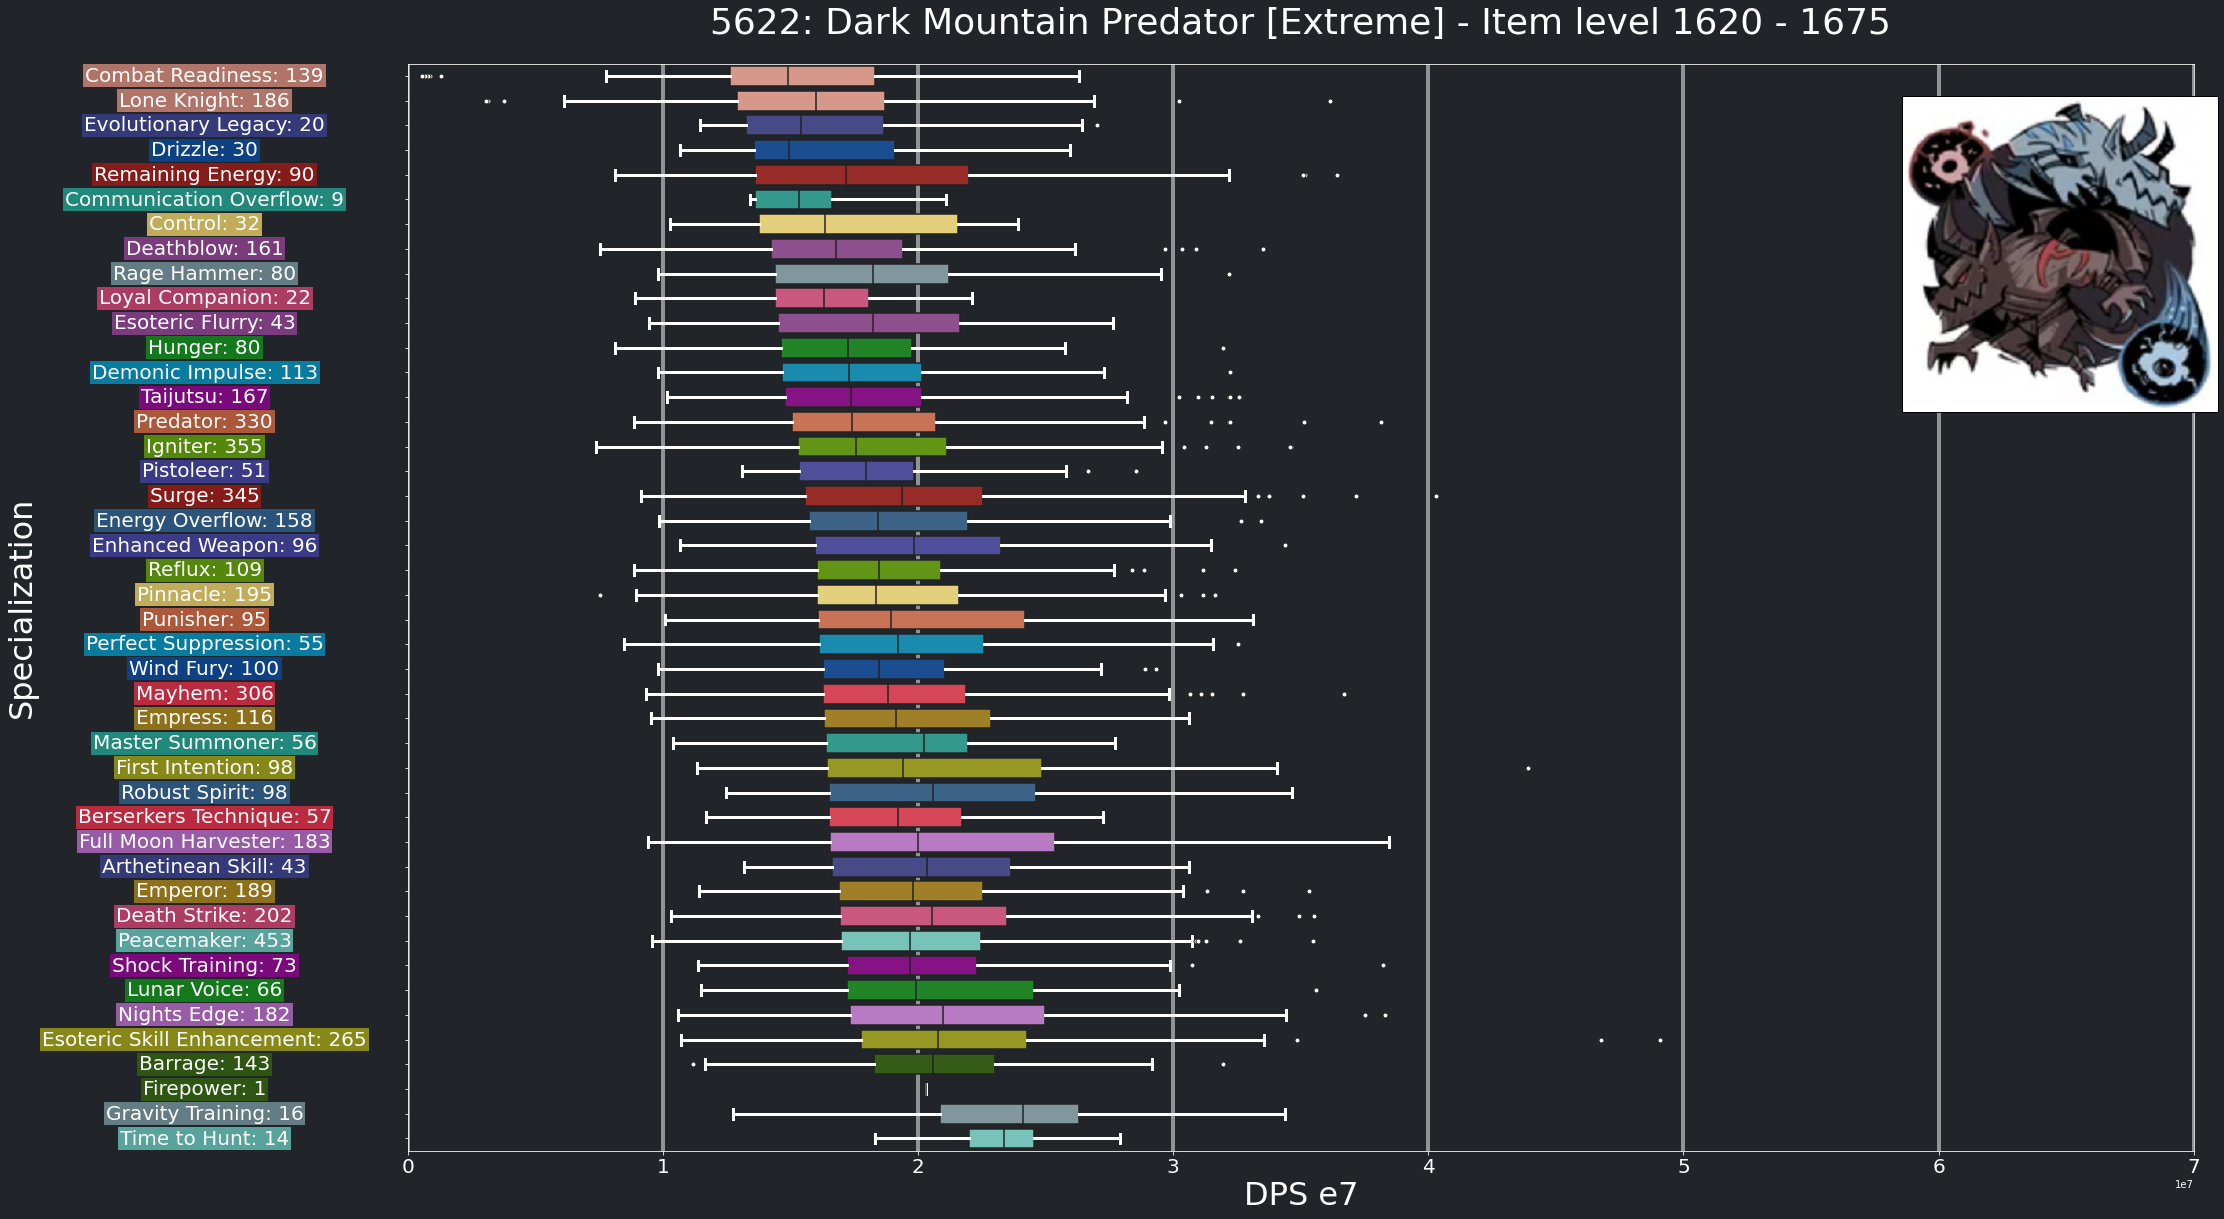 5622: Dark Mountain Predator [Extreme] - Item level 1620 - 1675
Specialization
Combat Readiness: 139
Lone Knight: 186
Evolutionary Legacy: 20
Drizzle: 30
Remaining Energy: 90
Communication Overflow: 9
Control: 32
Deathblow: 161
Rage Hammer: 80
Loyal Companion: 22
Esoteric Flurry: 43
Hunger: 80
Demonic Impulse: 113
Taijutsu: 167
Predator: 330
Igniter: 355
Pistoleer: 51
Surge: 345
Energy Overflow: 158
Enhanced Weapon: 96
Reflux: 109
Pinnacle: 195
Punisher: 95
Perfect Suppression: 55
Wind Fury: 100
Mayhem: 306
Empress: 116
Master Summoner: 56
First Intention: 98
Robust Spirit: 98
Berserkers Technique: 57
Full Moon Harvester: 183
Arthetinean Skill: 43
Emperor: 189
Death Strike: 202
Peacemaker: 453
Shock Training: 73
Lunar Voice: 66
Nights Edge: 182
Esoteric Skill Enhancement: 265
Barrage: 143
Firepower: 1
Gravity Training: 16
Time to Hunt: 14
0 1 2 3 4 5 6 7
DPS e7
1e7